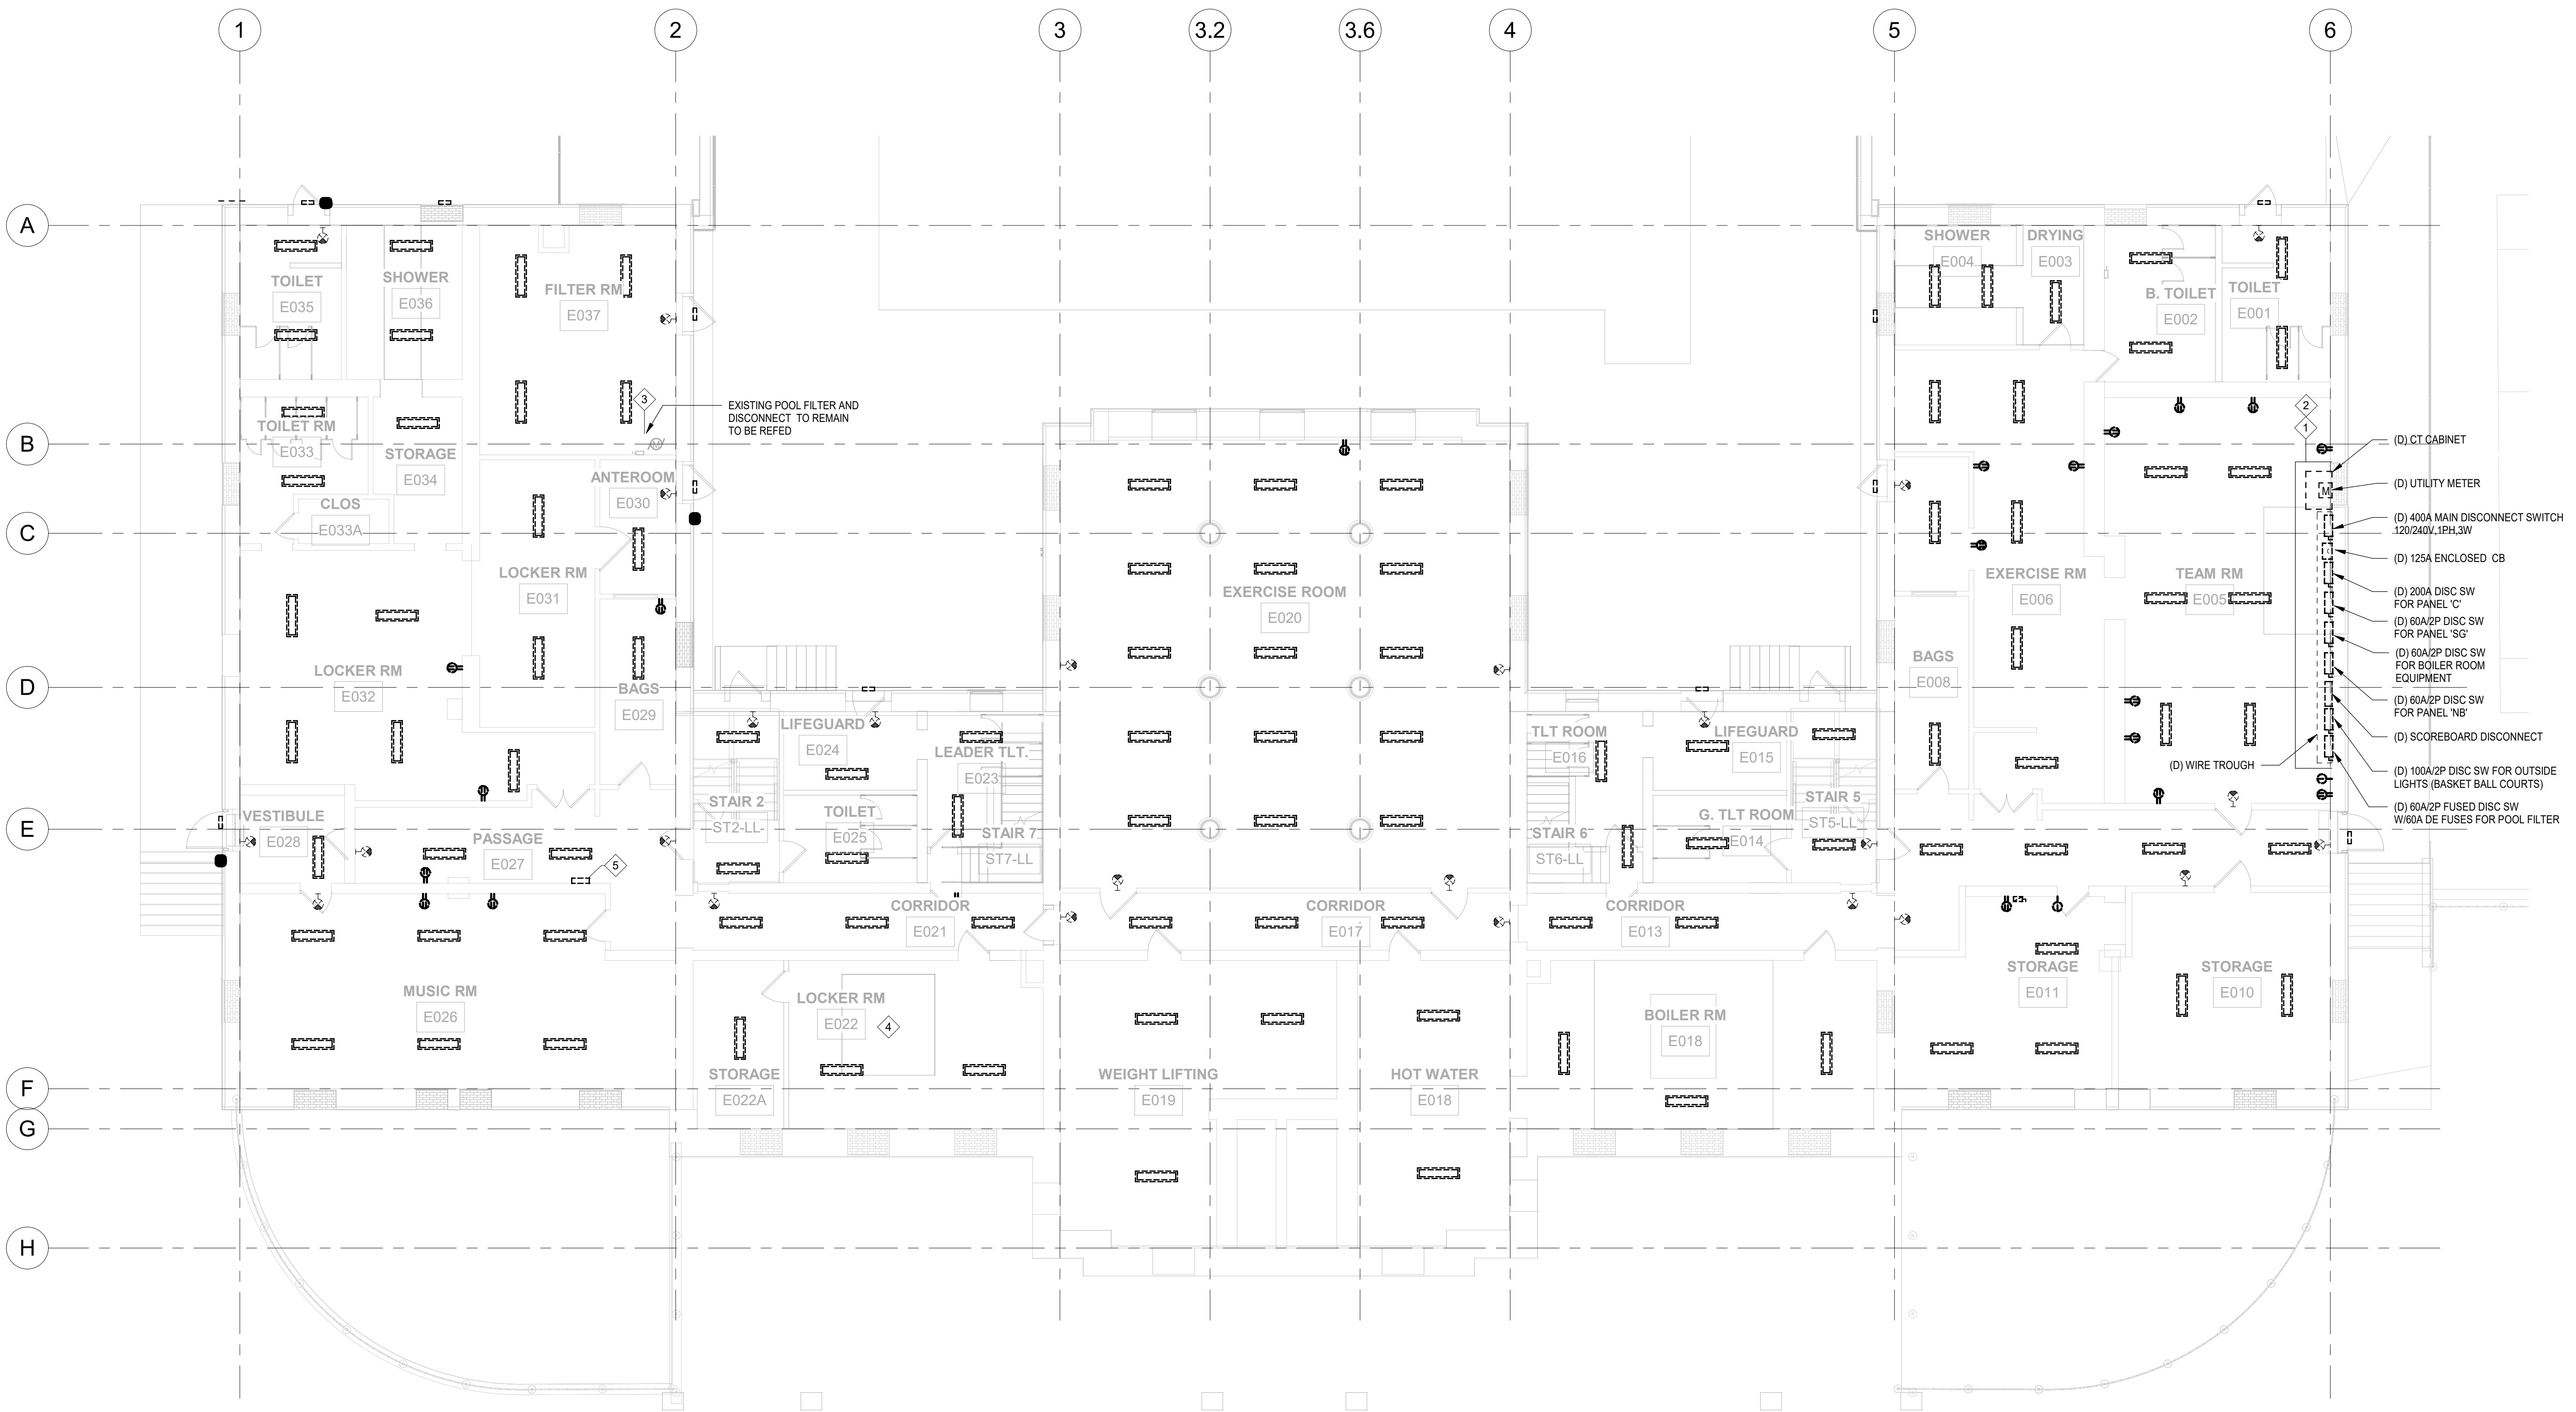 1
2
3
3.2
3.6
4
5
6
A
SHOWER
DRYING
E004
E003
TOILET
SHOWER
FILTER RM
B. TOILET
TOILET
E035
E036
E037
E002
E001
3
EXISTING POOL FILTER AND
DISCONNECT TO REMAIN
TO BE REFED
2
1
TOILET RM
B
M
(D) CT CABINET
E033
STORAGE
E034
ANTEROOM
E030
(D) UTILITY METER
M
CLOS
E033A
C
(D) 400A MAIN DISCONNECT SWITCH
120/240V,1PH,3W
(D) 125A ENCLOSED CB
LOCKER RM
E031
EXERCISE ROOM
E020
EXERCISE RM
E006
TEAM RM
E005
(D) 200A DISC SW
FOR PANEL 'C'
(D) 60A/2P DISC SW
FOR PANEL 'SG'
(D) 60A/2P DISC SW
FOR BOILER ROOM
EQUIPMENT
LOCKER RM
E032
BAGS
E029
BAGS
E008
D
(D) 60A/2P DISC SW
FOR PANEL 'NB'
LIFEGUARD
E024
LEADER TLT.
E023
TLT ROOM
E016
LIFEGUARD
E015
(D) SCOREBOARD DISCONNECT
(D) WIRE TROUGH
(D) 100A/2P DISC SW FOR OUTSIDE
LIGHTS (BASKET BALL COURTS)
(D) 60A/2P FUSED DISC SW
W/60A DE FUSES FOR POOL FILTER
VESTIBULE
E028
STAIR 2
ST2-LL
TOILET
E025
STAIR 7
ST7-LL
STAIR 6
ST6-LL
G. TLT ROOM
E014
STAIR 5
ST5-LL
E
PASSAGE
E027
5
CORRIDOR
E021
CORRIDOR
E017
CORRIDOR
E013
MUSIC RM
E026
LOCKER RM
E022
4
BOILER RM
E018
STORAGE
E011
STORAGE
E010
STORAGE
E022A
WEIGHT LIFTING
E019
HOT WATER
E018
F
G
H